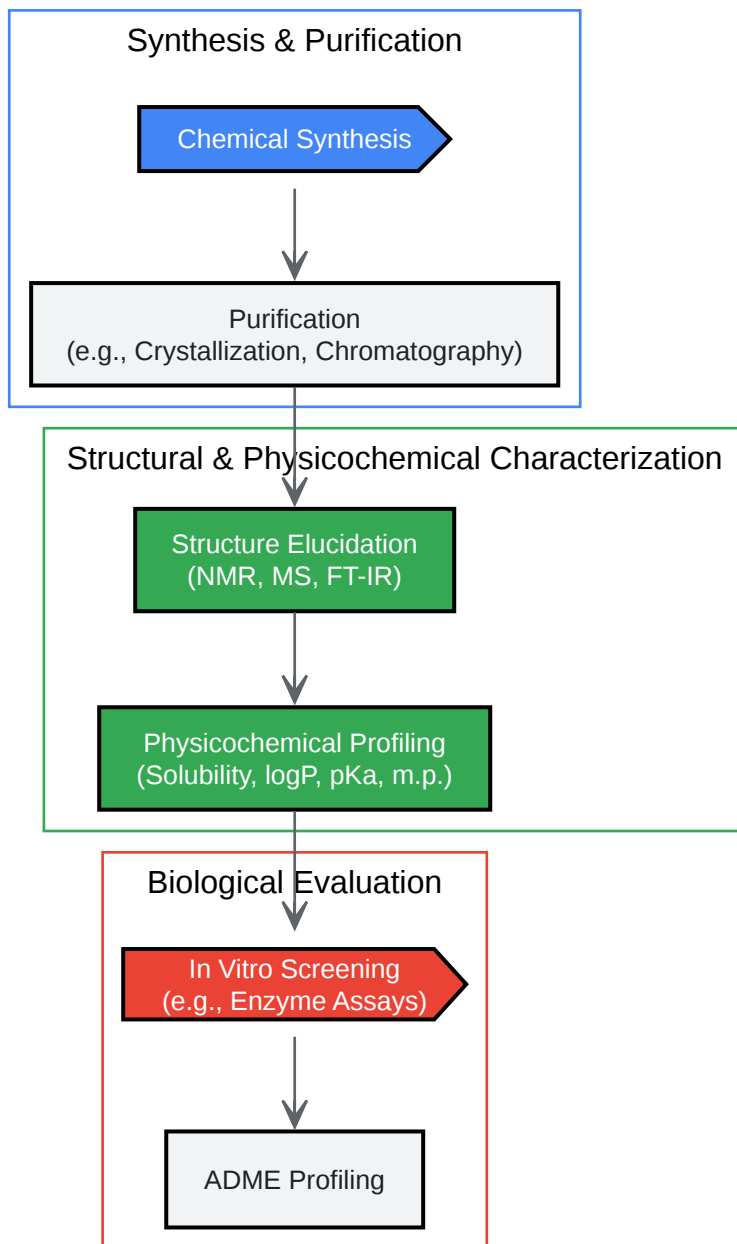 Synthesis & Purification
Chemical Synthesis
Purification
(e.g., Crystallization, Chromatography)
Structural & Physicochemical Characterization
Structure Elucidation
(NMR, MS, FT-IR)
Physicochemical Profiling
(Solubility, logP, pKa, m.p.)
Biological Evaluation
In Vitro Screening
(e.g., Enzyme Assays)
ADME Profiling